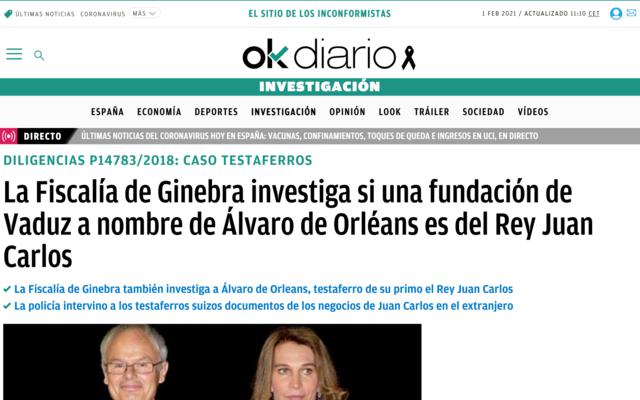 ÚLTIMAS NOTICIAS CORONAVIRUS MÁS
EL SITIO DE LOS INCONFORMISTAS
1 FEB 2021 / ACTUALIZADO 11:10 CET
okdiario
INVESTIGACIÓN
ESPAÑA ECONOMÍA DEPORTES INVESTIGACIÓN OPINIÓN LOOK TRÁILER SOCIEDAD VÍDEOS
DIRECTO ÚLTIMAS NOTICIAS DEL CORONAVIRUS HOY EN ESPAÑA: VACUNAS, CONFINAMIENTOS, TOQUES DE QUEDA E INGRESOS EN UCI, EN DIRECTO
DILIGENCIAS P14783/2018: CASO TESTAFERROS
La Fiscalía de Ginebra investiga si una fundación de
Vaduz a nombre de Álvaro de Orléans es del Rey Juan
Carlos
La Fiscalía de Ginebra también investiga a Álvaro de Orleans, testaferro de su primo el Rey Juan Carlos
La policía intervino a los testaferros suizos documentos de los negocios de Juan Carlos en el extranjero